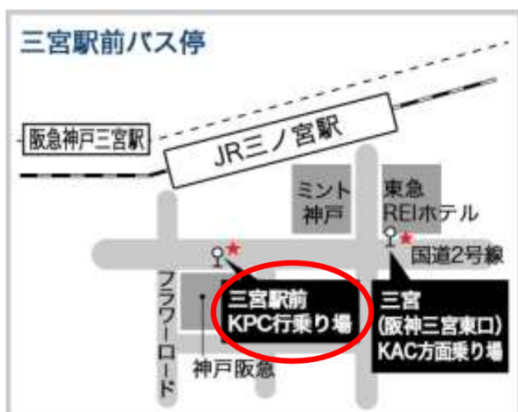 三宮駅前バス停
阪急神戸三宮駅
JR三ノ宮駅
ミント
神戸
東急
REIホテル
国道2号線
三宮駅前
KPC行乗り場
三宮
(阪神三宮東口)
KAC方面乗り場
フラワーロード
神戸阪急